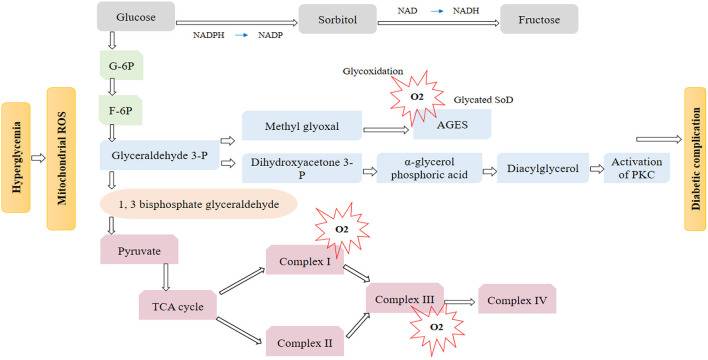 Glucose
Sorbitol
Fructose
NADPH
NADP
NAD
NADH
G-6P
F-6P
Glycoxidation
O2
Glycated SoD
Methyl glyoxal
AGES
Glyceraldehyde 3-P
Dihydroxyacetone 3-
P
α-glycerol
phosphoric acid
Diacylglycerol
Activation
of PKC
Hyperglycemia
Mitochondrial ROS
Diabetic complication
1, 3 bisphosphate glyceraldehyde
O2
Pyruvate
Complex I
TCA cycle
Complex III
Complex IV
O2
Complex II